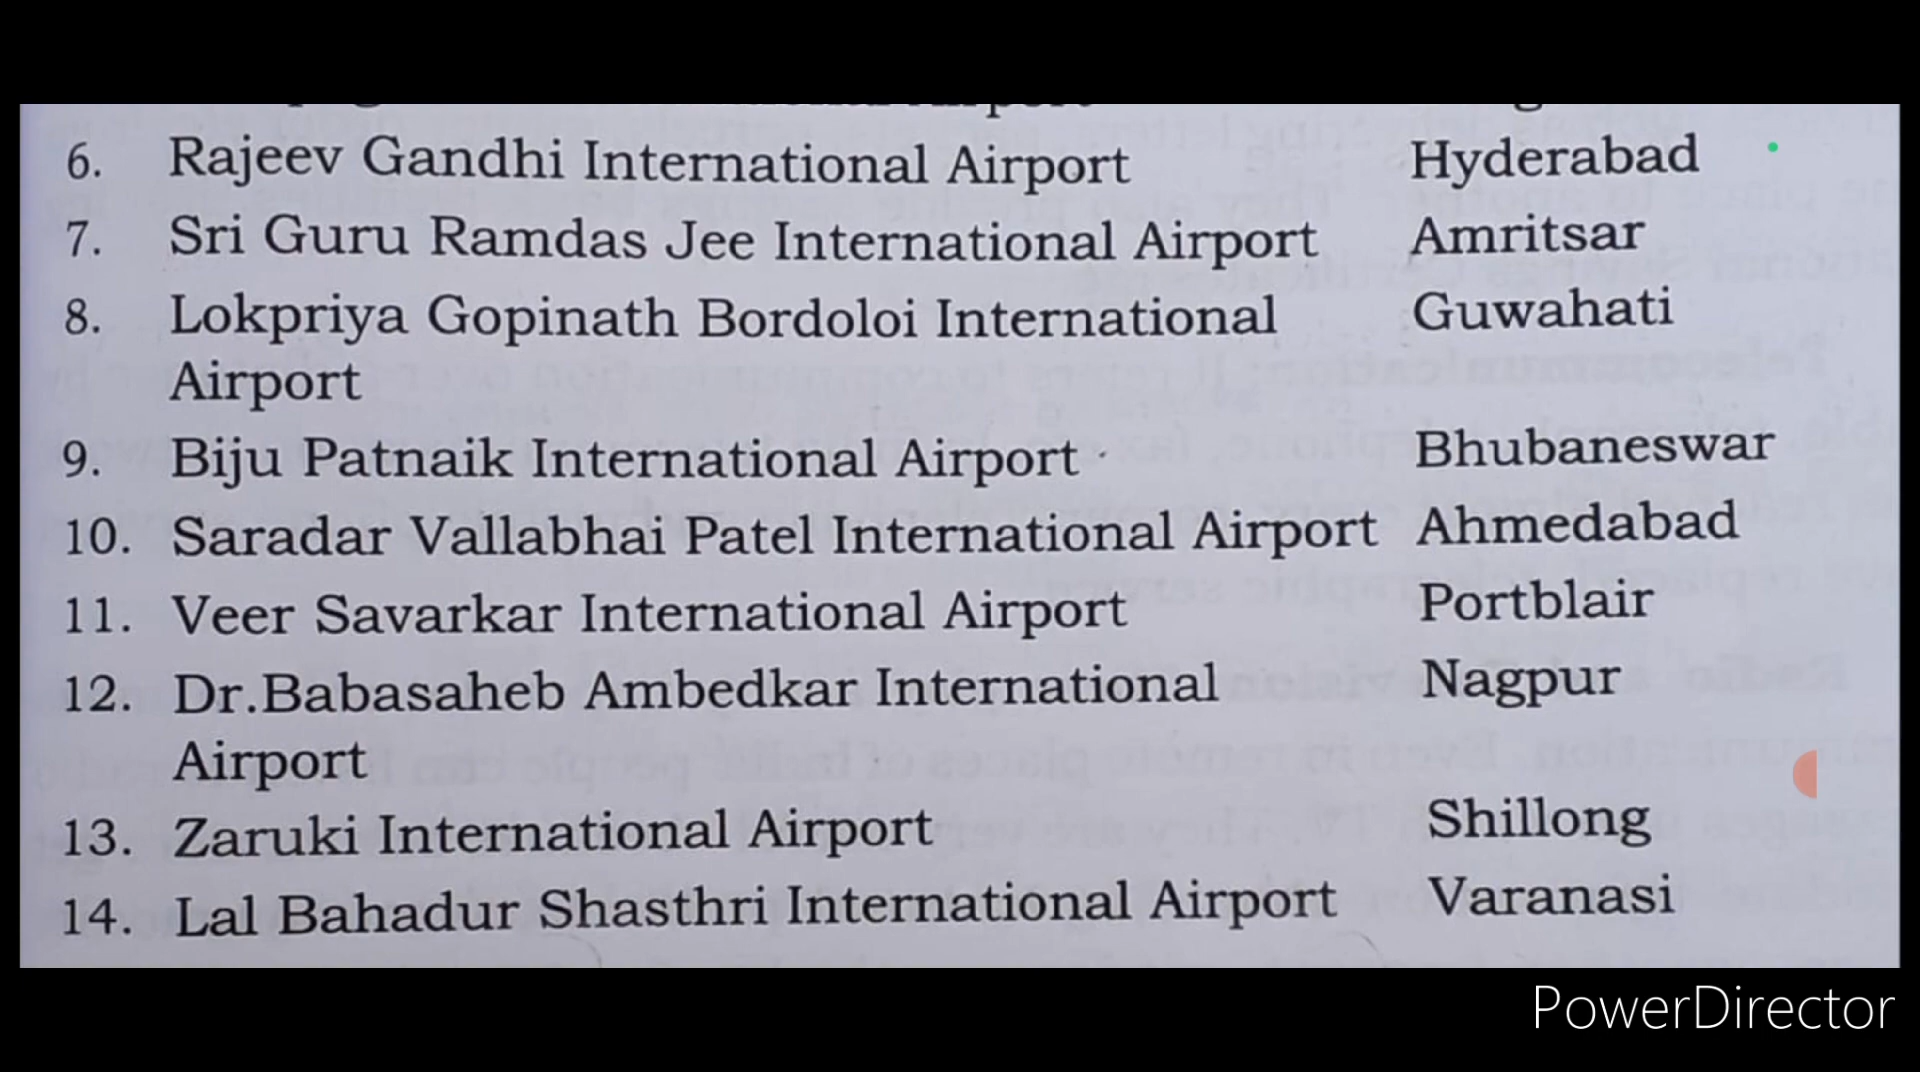 6. Rajeev Gandhi International Airport Hyderabad
7. Sri Guru Ramdas Jee International Airport Amritsar
8. Lokpriya Gopinath Bordoloi International Guwahati
Airport
9. Biju Patnaik International Airport Bhubaneswar
10. Saradar Vallabhai Patel International Airport Ahmedabad
11. Veer Savarkar International Airport Portblair
12. Dr.Babasaheb Ambedkar International Nagpur
Airport
13. Zaruki International Airport Shillong
14. Lal Bahadur Shasthri International Airport Varanasi
PowerDirector